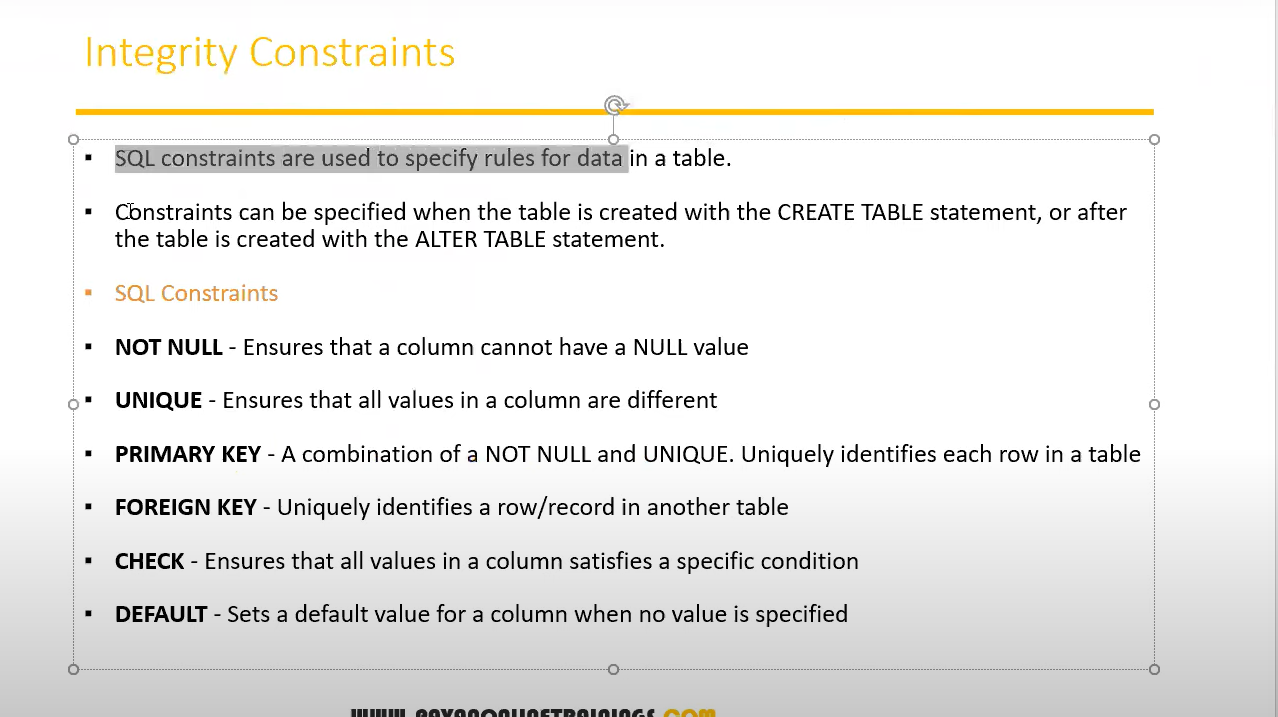 Integrity Constraints
▪ SQL constraints are used to specify rules for data in a table.
▪ Constraints can be specified when the table is created with the CREATE TABLE statement, or after
the table is created with the ALTER TABLE statement.
▪ SQL Constraints
▪ NOT NULL - Ensures that a column cannot have a NULL value
▪ UNIQUE - Ensures that all values in a column are different
▪ PRIMARY KEY - A combination of a NOT NULL and UNIQUE. Uniquely identifies each row in a table
▪ FOREIGN KEY - Uniquely identifies a row/record in another table
▪ CHECK - Ensures that all values in a column satisfies a specific condition
▪ DEFAULT - Sets a default value for a column when no value is specified